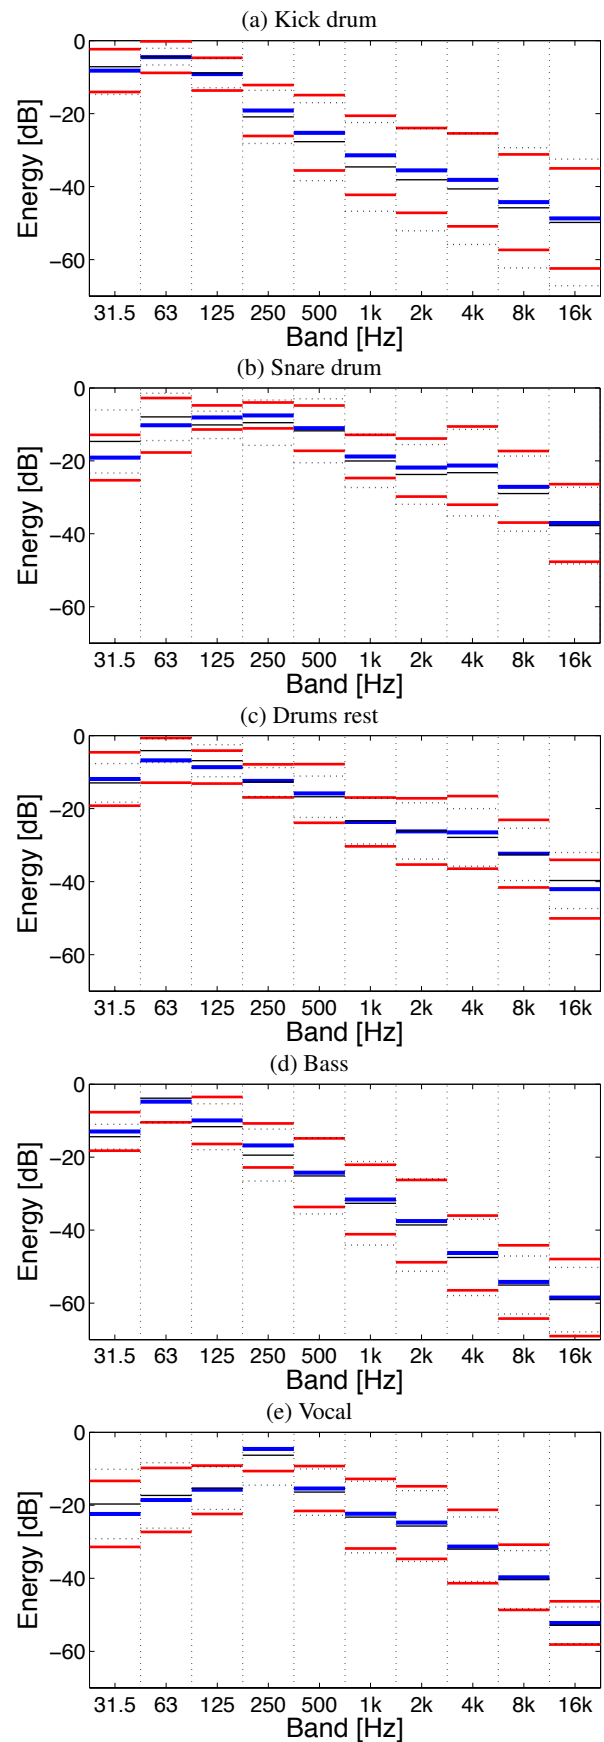 (a) Kick drum
0
−20
−40
−60
Energy [dB]
31.5 63 125 250 500 1k 2k 4k 8k 16k
Band [Hz]
(b) Snare drum
0
−20
−40
−60
Energy [dB]
31.5 63 125 250 500 1k 2k 4k 8k 16k
Band [Hz]
(c) Drums rest
0
−20
−40
−60
Energy [dB]
31.5 63 125 250 500 1k 2k 4k 8k 16k
Band [Hz]
(d) Bass
0
−20
−40
−60
Energy [dB]
31.5 63 125 250 500 1k 2k 4k 8k 16k
Band [Hz]
(e) Vocal
0
−20
−40
−60
Energy [dB]
31.5 63 125 250 500 1k 2k 4k 8k 16k
Band [Hz]